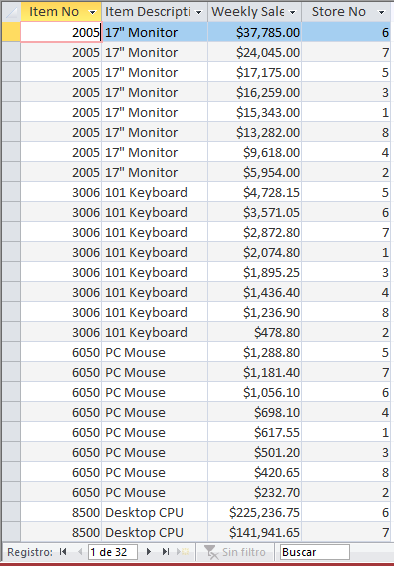 Item No Item Descripti Weekly Sale Store No
2005 17" Monitor $37,785.00 6
2005 17" Monitor $24,045.00 7
2005 17" Monitor $17,175.00 5
2005 17" Monitor $16,259.00 3
2005 17" Monitor $15,343.00 1
2005 17" Monitor $13,282.00 8
2005 17" Monitor $9,618.00 4
2005 17" Monitor $5,954.00 2
3006 101 Keyboard $4,728.15 5
3006 101 Keyboard $3,571.05 6
3006 101 Keyboard $2,872.80 7
3006 101 Keyboard $2,074.80 1
3006 101 Keyboard $1,895.25 3
3006 101 Keyboard $1,436.40 4
3006 101 Keyboard $1,236.90 8
3006 101 Keyboard $478.80 2
6050 PC Mouse $1,288.80 5
6050 PC Mouse $1,181.40 7
6050 PC Mouse $1,056.10 6
6050 PC Mouse $698.10 4
6050 PC Mouse $617.55 1
6050 PC Mouse $501.20 3
6050 PC Mouse $420.65 8
6050 PC Mouse $232.70 2
8500 Desktop CPU $225,236.75 6
8500 Desktop CPU $141,941.65 7
Registro: 1 de 32 Sin filtro Buscar